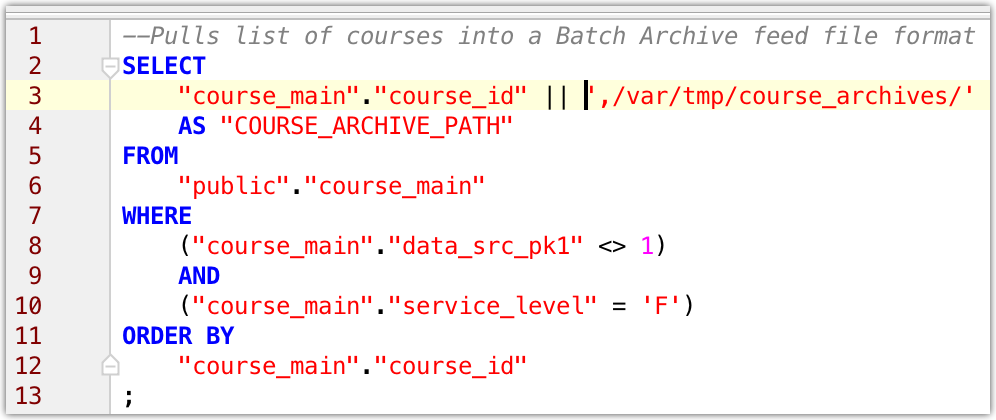 1 --Pulls list of courses into a Batch Archive feed file format
2 SELECT
3 "course_main"."course_id" || ',/var/tmp/course_archives/'
4 AS "COURSE_ARCHIVE_PATH"
5 FROM
6 "public"."course_main"
7 WHERE
8 ("course_main"."data_src_pk1" <> 1)
9 AND
10 ("course_main"."service_level" = 'F')
11 ORDER BY
12 "course_main"."course_id"
13 ;